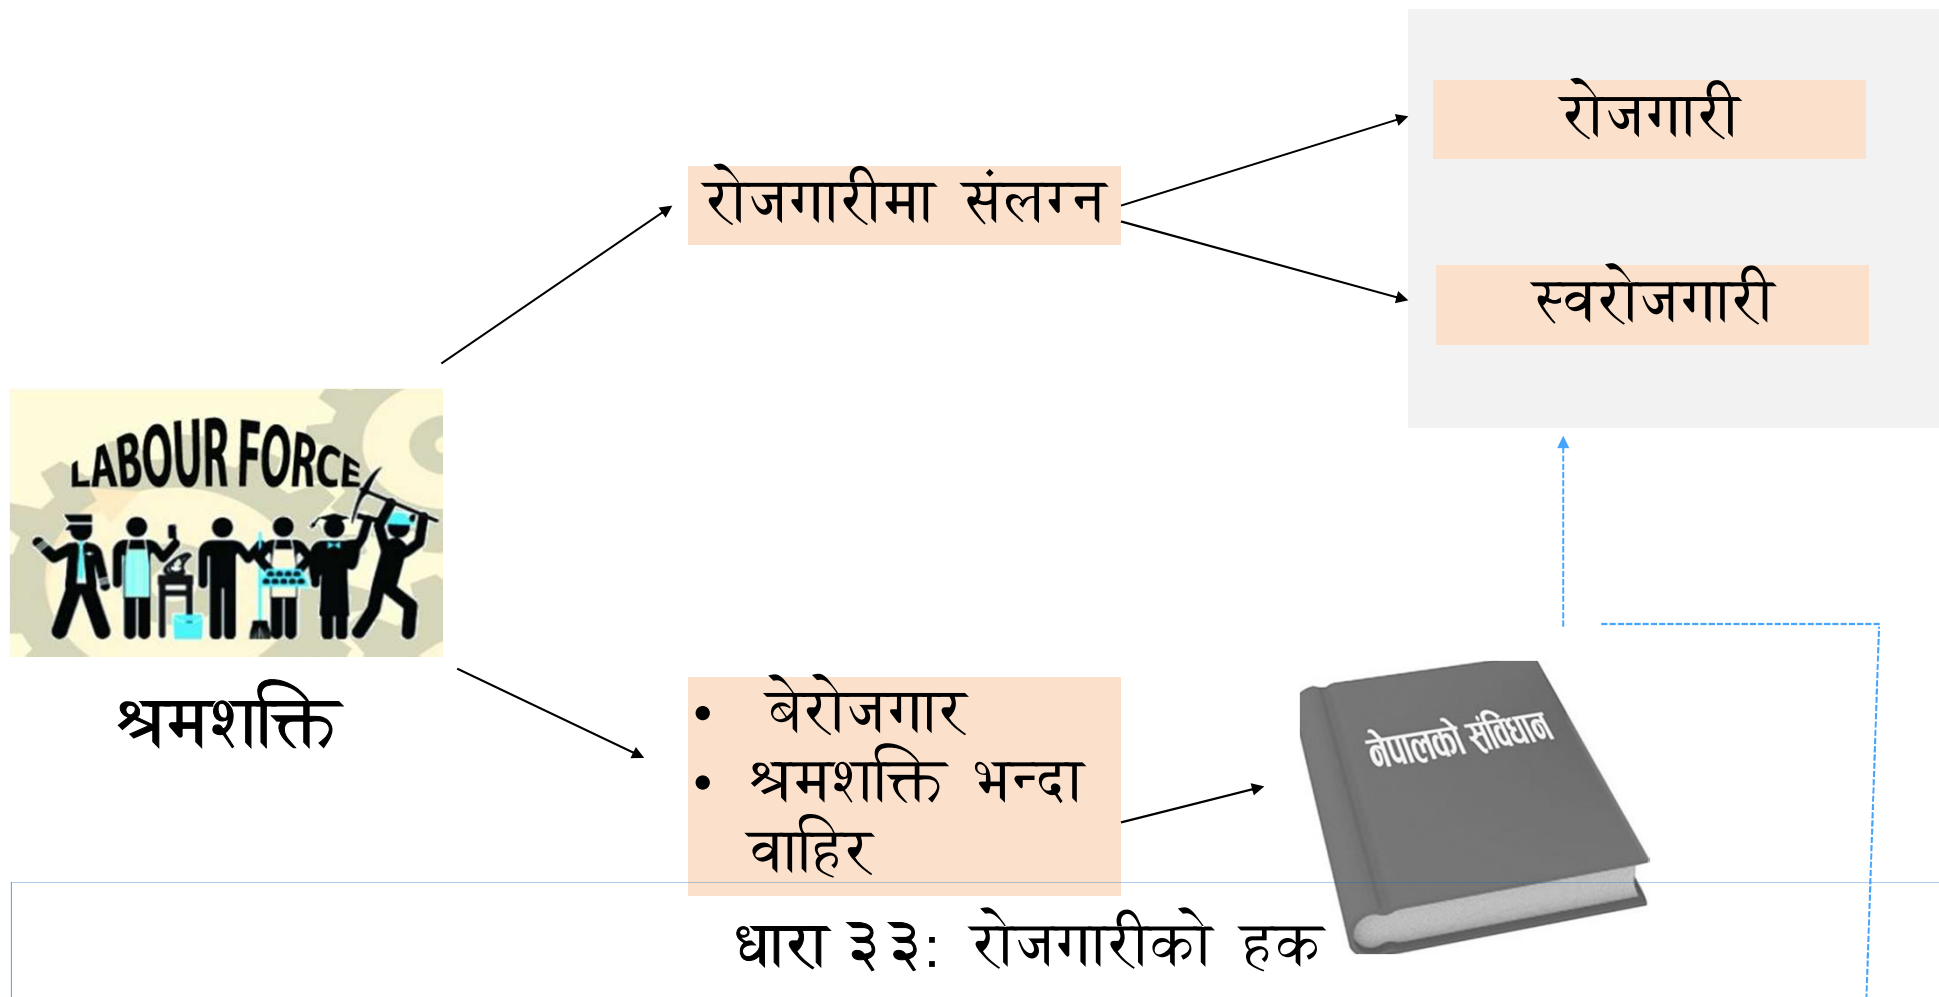 रोजगारी
रोजगारीमा संलग्न
स्वरोजगारी
LABOUR FORCE
श्रमशक्ति
• बेरोजगार
• श्रमशक्ति भन्दा
वाहिर
नेपालको संविधान
धारा ३३: रोजगारीको हक